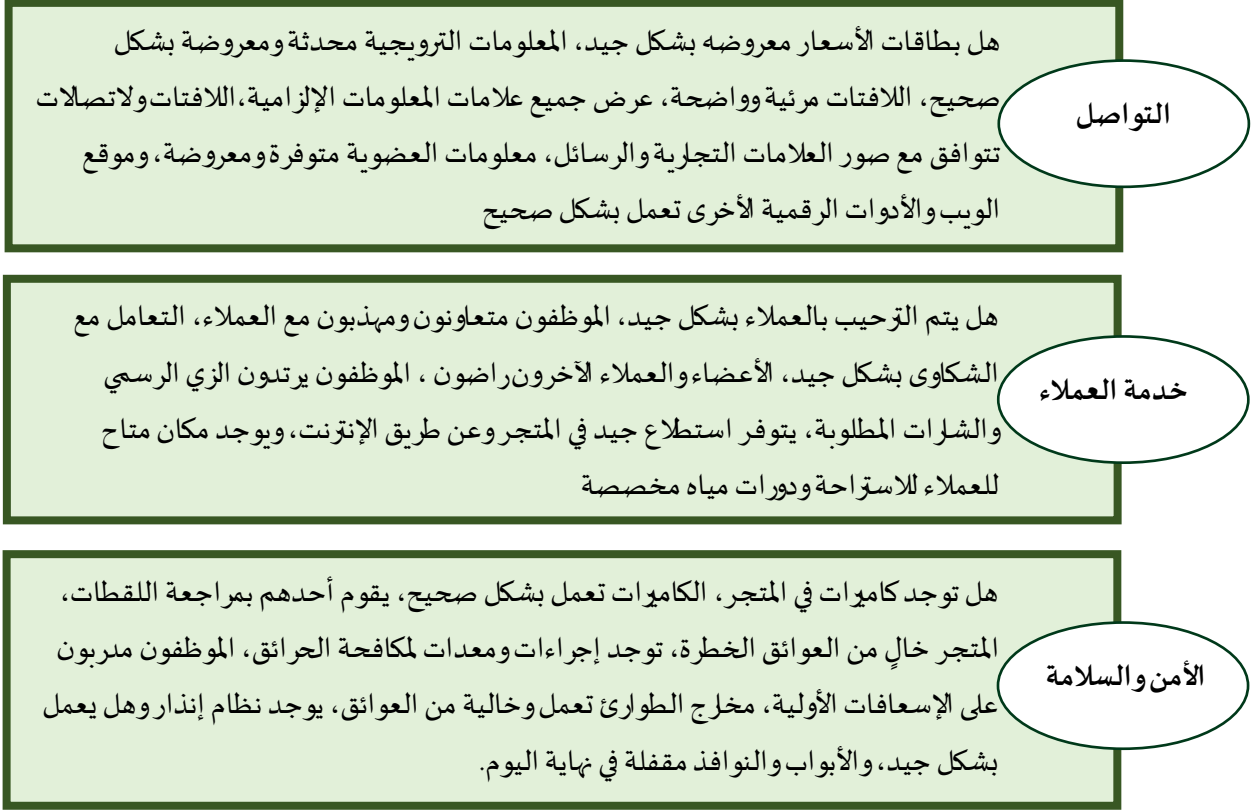 هل بطاقات الأسعار معروضه بشكل جيد، المعلومات الترويجية محدثة ومعروضة بشكل
صحيح، اللافتات مرئية وواضحة، عرض جميع علامات المعلومات الإلزامية،اللافتات ولاتصالات
تتوافق مع صور العلامات التجارية والرسائل، معلومات العضوية متوفرة ومعروضة، وموقع
الويب والأدوات الرقمية الأخرى تعمل بشكل صحيح
التواصل
هل يتم الترحيب بالعملاء بشكل جيد، الموظفون متعاونون ومهذبون مع العملاء، التعامل مع
الشكاوى بشكل جيد، الأعضاء والعملاء الآخرون راضون ، الموظفون يرتدون الزي الرسمي
والشارات المطلوبة، يتوفر استطلاع جيد في المتجر وعن طريق الإنترنت، ويوجد مكان متاح
للعملاء للاستراحة ودورات مياه مخصصة
خدمة العملاء
هل توجد كاميرات في المتجر، الكاميرات تعمل بشكل صحيح، يقوم أحدهم بمراجعة اللقطات،
المتجر خالٍ من العوائق الخطرة، توجد إجراءات ومعدات لمكافحة الحرائق، الموظفون مدربون
على الإسعافات الأولية، مخارج الطوارئ تعمل وخالية من العوائق، يوجد نظام إنذار وهل يعمل
بشكل جيد، والأبواب والنوافذ مقفلة في نهاية اليوم.
الأمن والسلامة